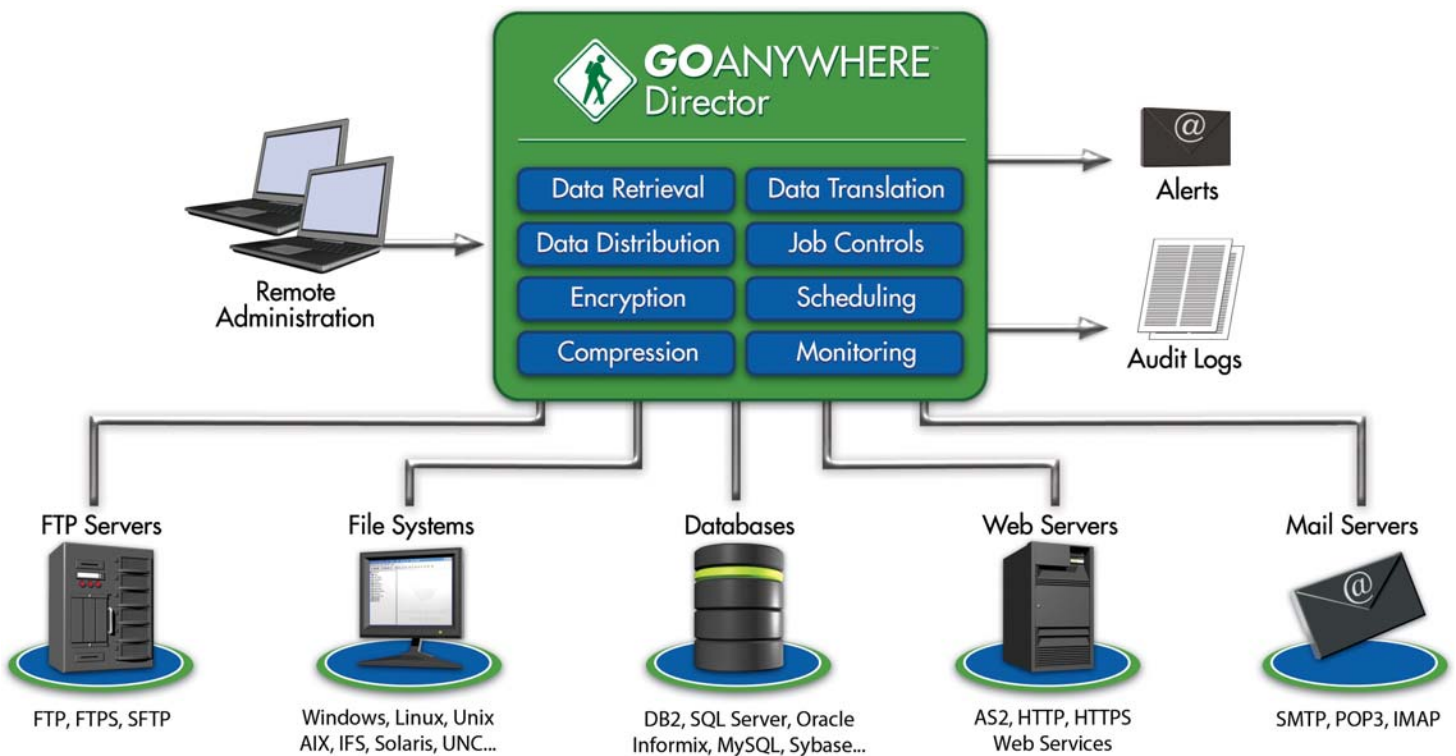 GOANYWHERE™
Director
Data Retrieval
Data Translation
Data Distribution
Job Controls
Encryption
Scheduling
Compression
Monitoring
Remote
Administration
@
Alerts
Audit Logs
FTP Servers
File Systems
Databases
Web Servers
Mail Servers
@
FTP, FTPS, SFTP
Windows, Linux, Unix
AIX, IFS, Solaris, UNC...
DB2, SQL Server, Oracle
Informix, MySQL, Sybase...
AS2, HTTP, HTTPS
Web Services
SMTP, POP3, IMAP